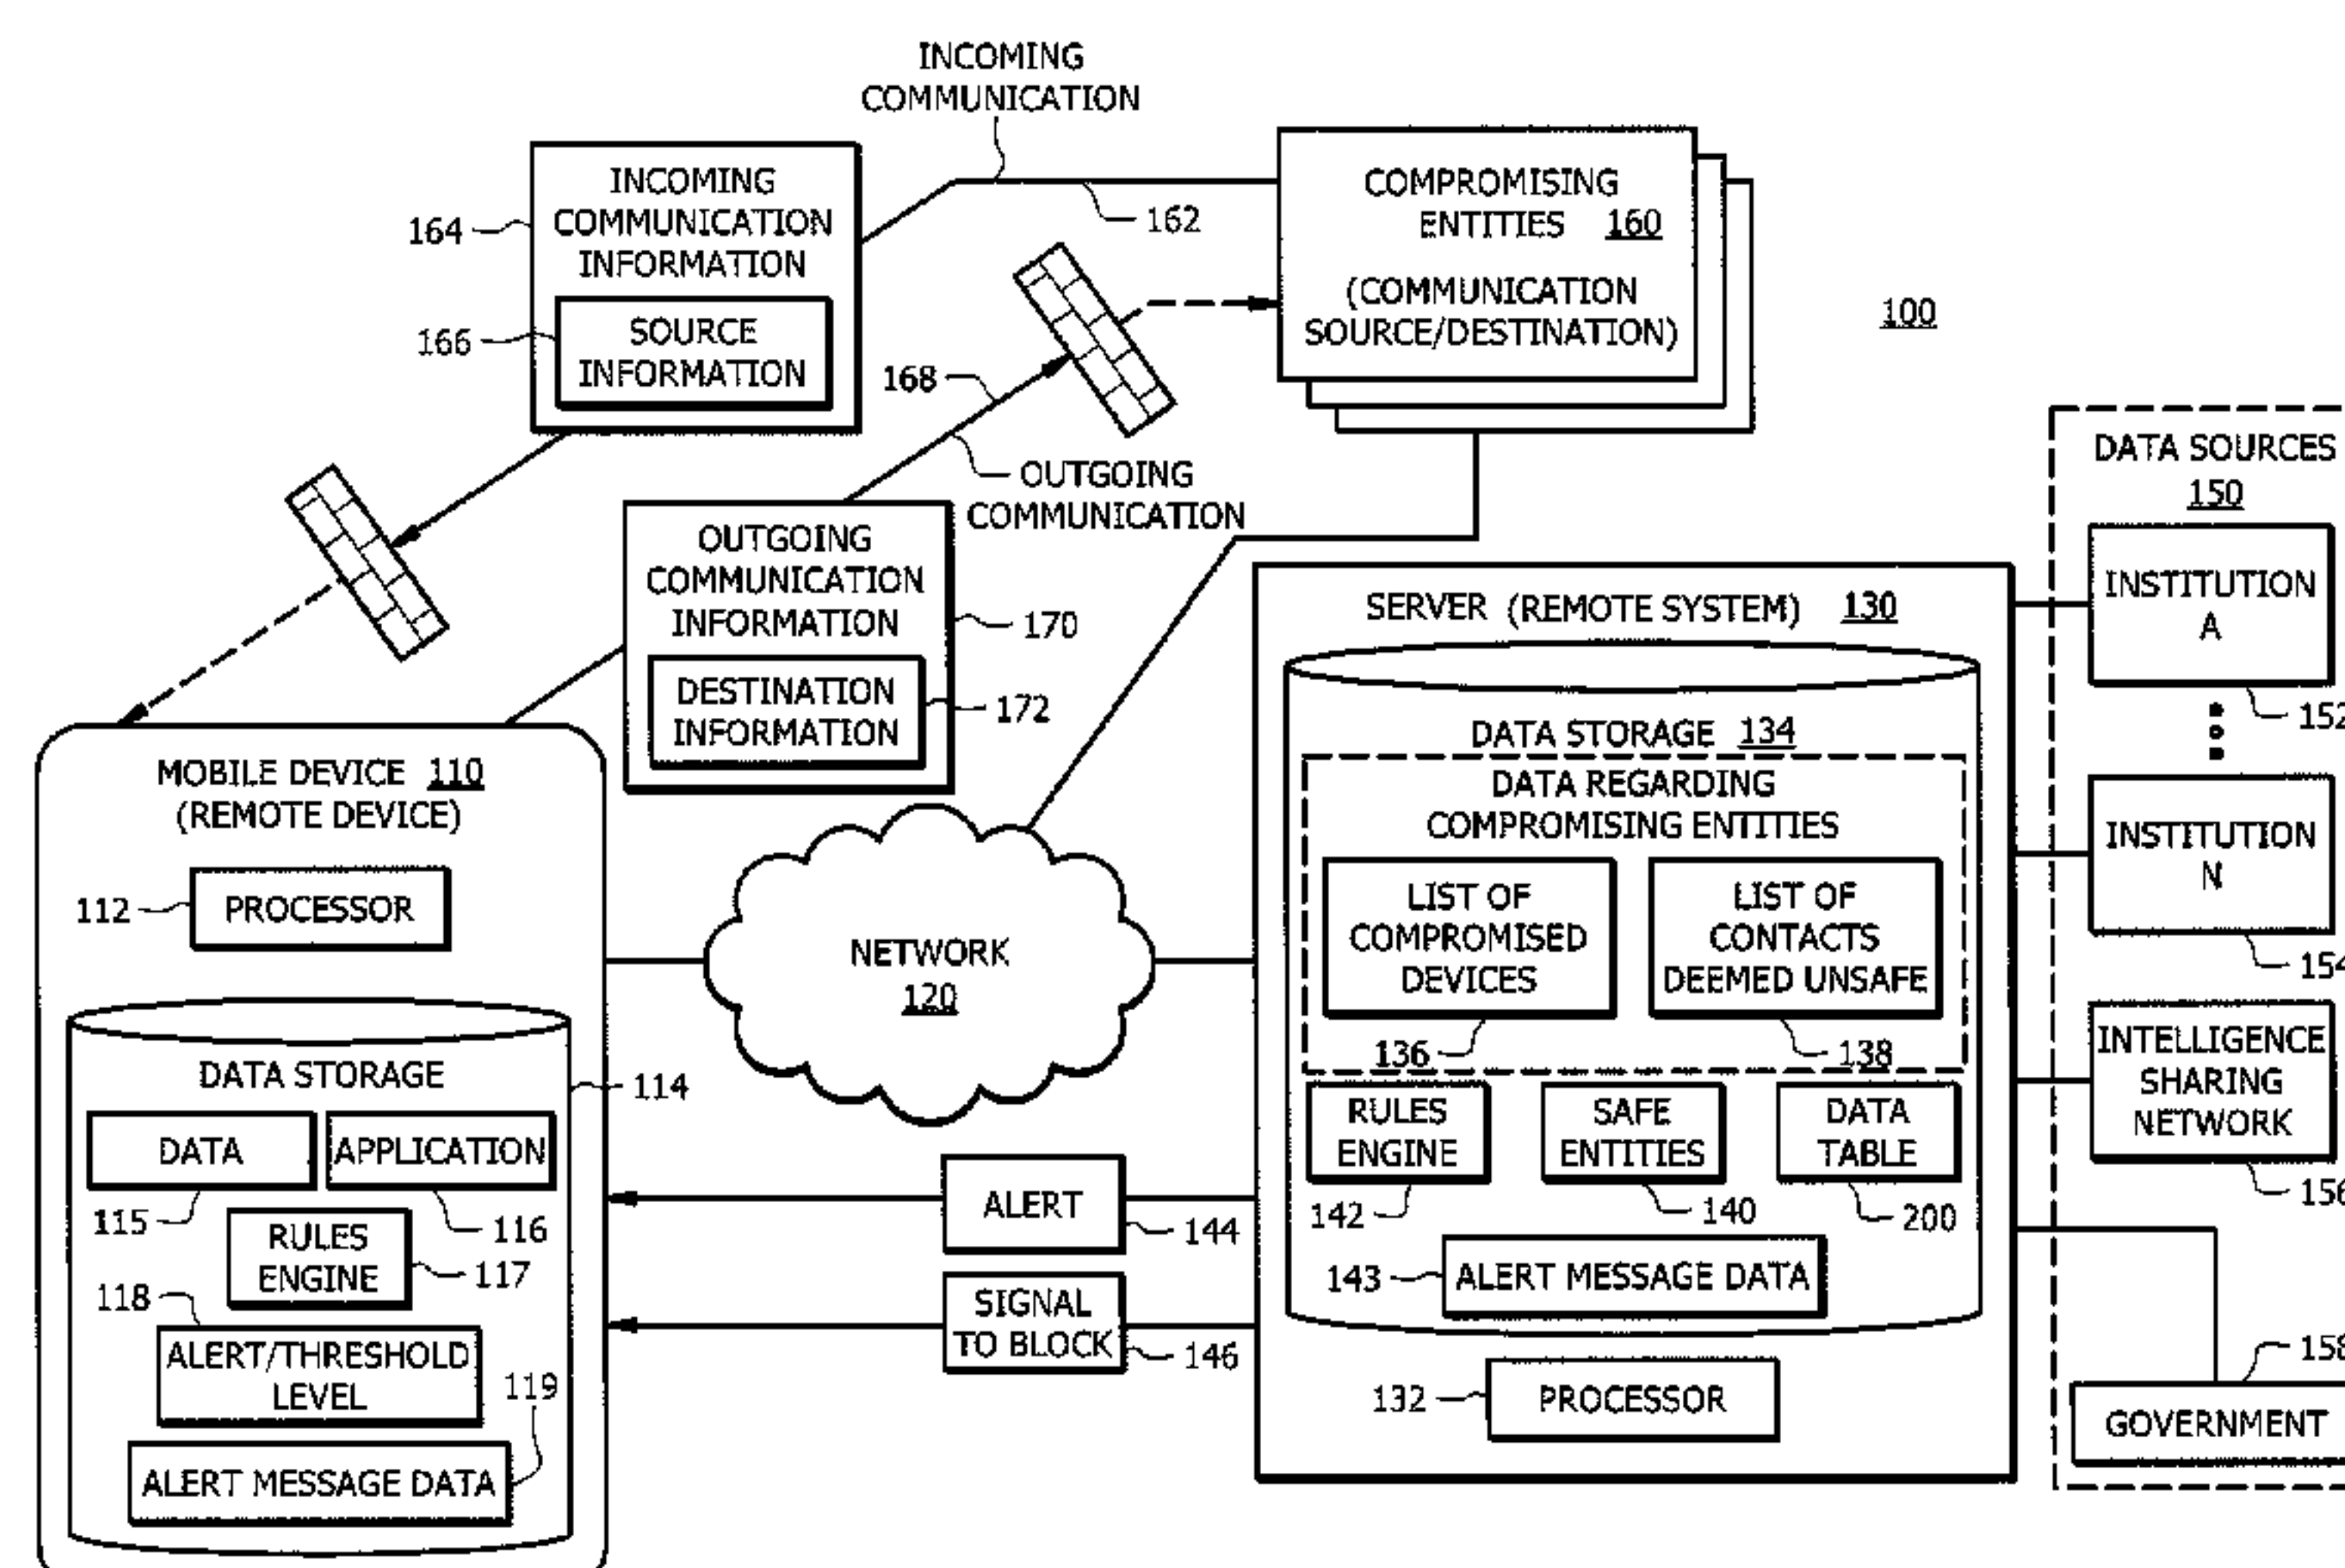 INCOMING
COMMUNICATION
INCOMING
COMMUNICATION
INFORMATION
164
SOURCE
INFORMATION
166
162
COMPROMISING
ENTITIES 160
(COMMUNICATION
SOURCE/DESTINATION)
100
168
OUTGOING
COMMUNICATION
OUTGOING
COMMUNICATION
INFORMATION
170
DESTINATION
INFORMATION
172
MOBILE DEVICE 110
(REMOTE DEVICE)
112
PROCESSOR
DATA STORAGE
114
DATA
APPLICATION
115
116
RULES
ENGINE
117
118
ALERT/THRESHOLD
LEVEL
119
ALERT MESSAGE DATA
NETWORK
120
ALERT
144
SIGNAL
TO BLOCK
146
SERVER (REMOTE SYSTEM) 130
DATA STORAGE 134
DATA REGARDING
COMPROMISING ENTITIES
LIST OF
COMPROMISED
DEVICES
LIST OF
CONTACTS
DEEMED UNSAFE
136
138
RULES
ENGINE
SAFE
ENTITIES
DATA
TABLE
142
140
200
143
ALERT MESSAGE DATA
132
PROCESSOR
DATA SOURCES
150
INSTITUTION
A
152
INSTITUTION
N
154
INTELLIGENCE
SHARING
NETWORK
156
158
GOVERNMENT